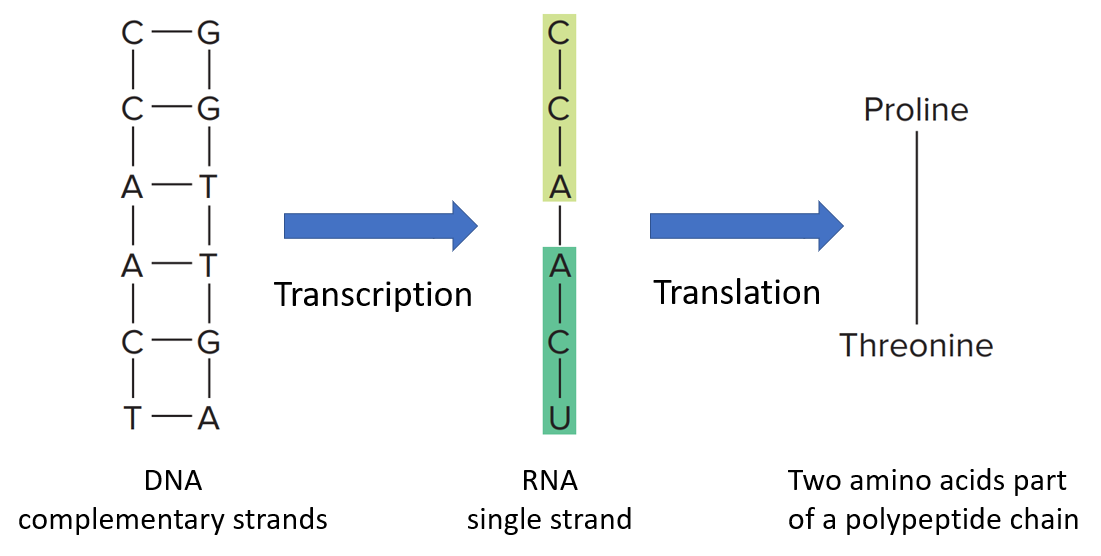 C G
C G
A T
A T
C G
T A
C
C
A
A
C
U
Transcription
Translation
Proline
Threonine
DNA
complementary strands
RNA
single strand
Two amino acids part
of a polypeptide chain